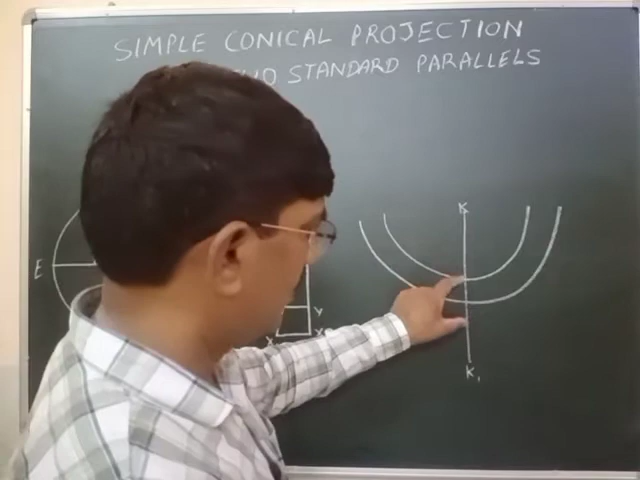 SIMPLE CONICAL PROJECTION
STANDARD PARALLELS
K
E
Y
X
K₁